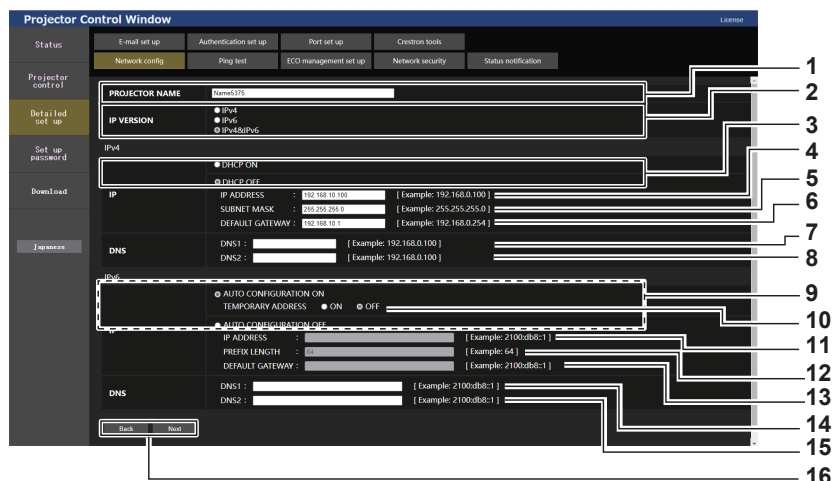 Projector Control Window
License
Status
E-mail set up
Authentication set up
Port set up
Crestron tools
Network config
Ping test
ECO management set up
Network security
Status notification
Projector
control
Detailed
set up
Set up
password
Download
Japanese
PROJECTOR NAME
Name5375
IP VERSION
IPv4
IPv6
IPv4&IPv6
IPv4
IP
DHCP ON
DHCP OFF
IP ADDRESS : 192.168.10.100 [ Example: 192.168.0.100 ]
SUBNET MASK : 255.255.255.0 [ Example: 255.255.255.0 ]
DEFAULT GATEWAY : 192.168.10.1 [ Example: 192.168.0.254 ]
DNS
DNS1 : [ Example: 192.168.0.100 ]
DNS2 : [ Example: 192.168.0.100 ]
IPv6
IP
AUTO CONFIGURATION ON
TEMPORARY ADDRESS ON OFF
AUTO CONFIGURATION OFF
IP ADDRESS : [ Example: 2100:db8::1 ]
PREFIX LENGTH : 64 [ Example: 64 ]
DEFAULT GATEWAY : [ Example: 2100:db8::1 ]
DNS
DNS1 : [ Example: 2100:db8::1 ]
DNS2 : [ Example: 2100:db8::1 ]
Back
Next
1
2
3
4
5
6
7
8
9
10
11
12
13
14
15
16